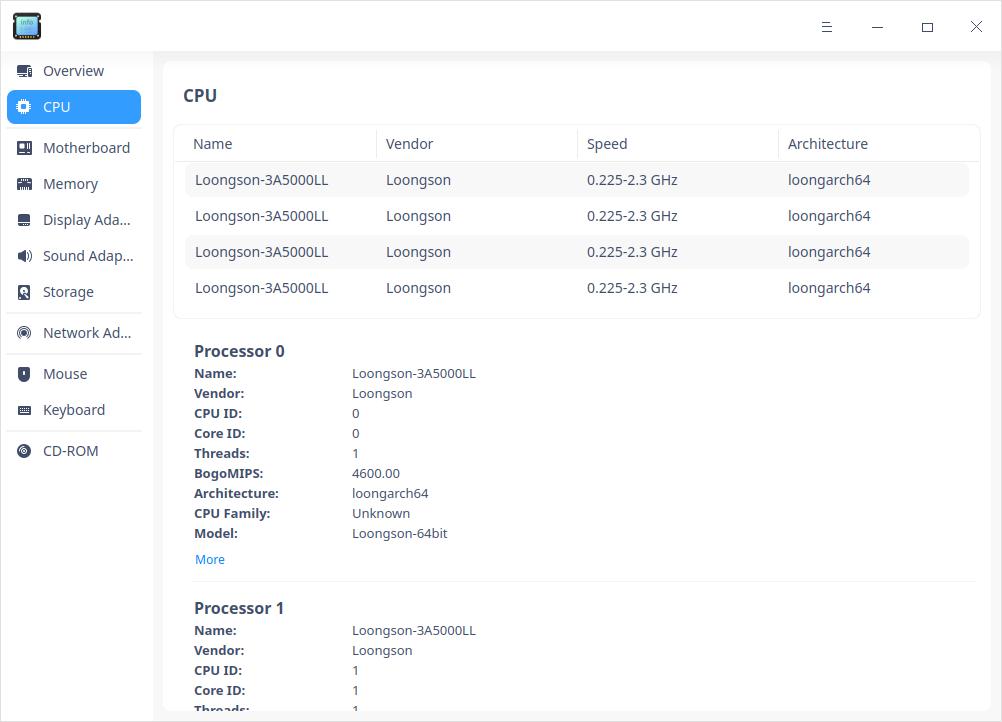 info
Overview
CPU
Motherboard
Memory
Display Ada...
Sound Adap...
Storage
Network Ad...
Mouse
Keyboard
CD-ROM
CPU
Name Vendor Speed Architecture
Loongson-3A5000LL Loongson 0.225-2.3 GHz loongarch64
Loongson-3A5000LL Loongson 0.225-2.3 GHz loongarch64
Loongson-3A5000LL Loongson 0.225-2.3 GHz loongarch64
Loongson-3A5000LL Loongson 0.225-2.3 GHz loongarch64
Processor 0
Name: Loongson-3A5000LL
Vendor: Loongson
CPU ID: 0
Core ID: 0
Threads: 1
BogoMIPS: 4600.00
Architecture: loongarch64
CPU Family: Unknown
Model: Loongson-64bit
More
Processor 1
Name: Loongson-3A5000LL
Vendor: Loongson
CPU ID: 1
Core ID: 1
Threads: 1